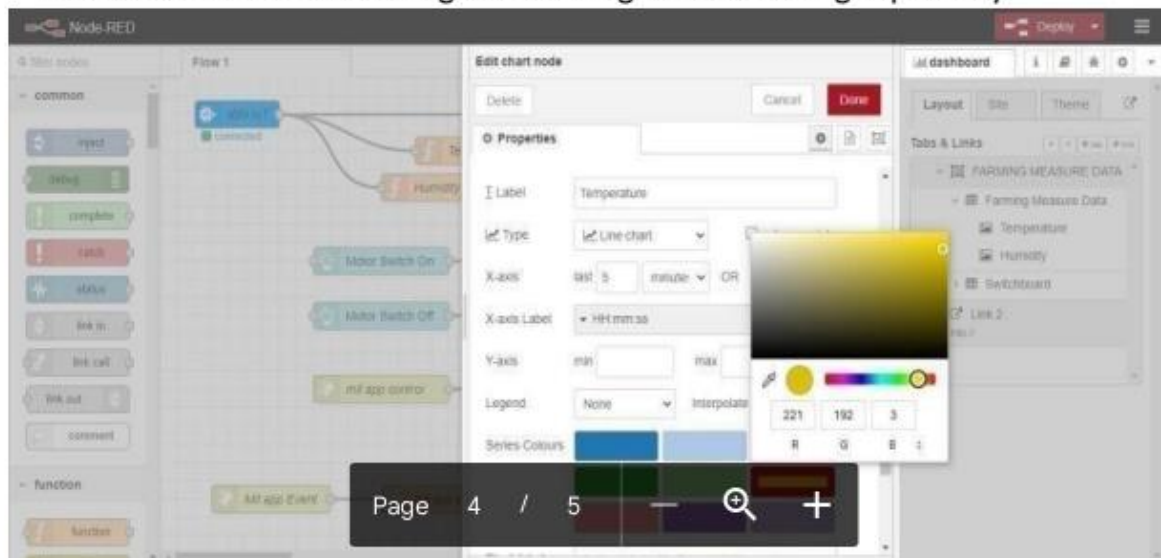 Node-RED
Deploy
filter nodes
Flow 1
Edit chart node
dashboard
common
Delete
Cancel
Done
Layout
Site
Theme
connected
inject
Properties
Tabs & Links
debug
FARMING MEASURE DATA
Humidity
Label
Temperature
Farming Measure Data
complete
Type
Line chart
Temperature
catch
Motor Switch On
X-axis
last 5
minute
OR
Humidity
status
Switchboard
Motor Switch Off
X-axis Label
HH:mm:ss
Link 2
link in
Y-axis
min
max
link call
mit app control
Legend
None
Interpolate
link out
221
192
3
comment
Series Colours
R
G
B
function
Mit app Event
Page 4 / 5
function